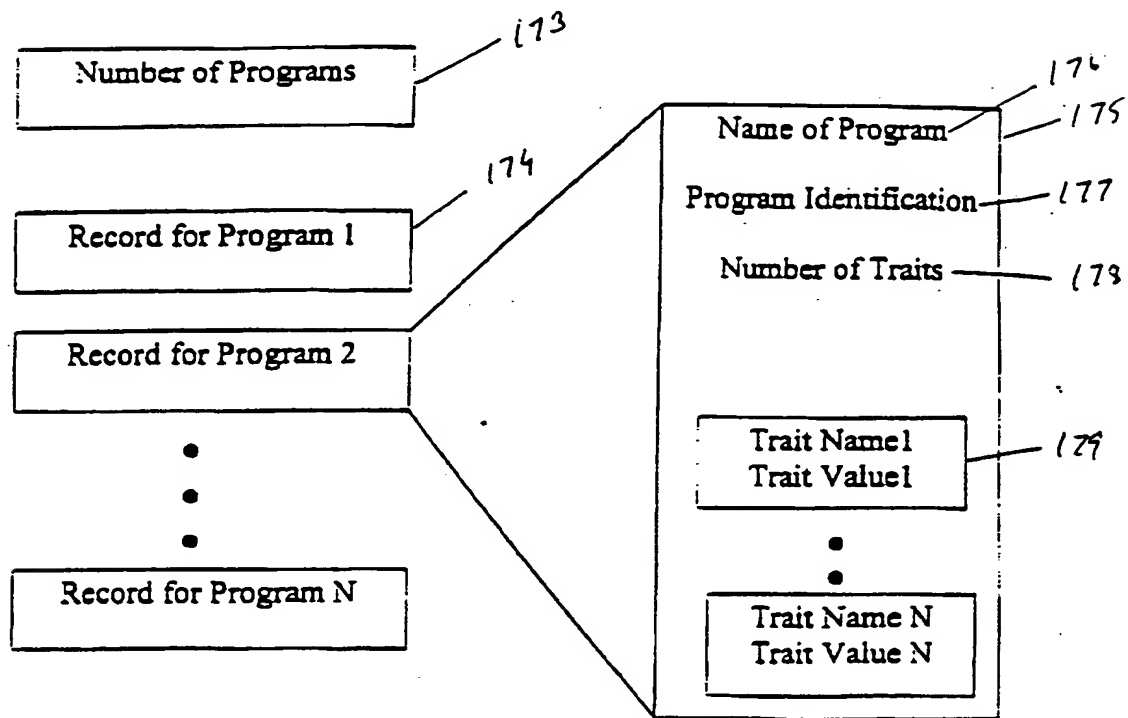 173
Number of Programs
174
Record for Program 1
Record for Program 2
Record for Program N
176
175
Name of Program
177
Program Identification
178
Number of Traits
Trait Name1
Trait Value1
179
Trait Name N
Trait Value N